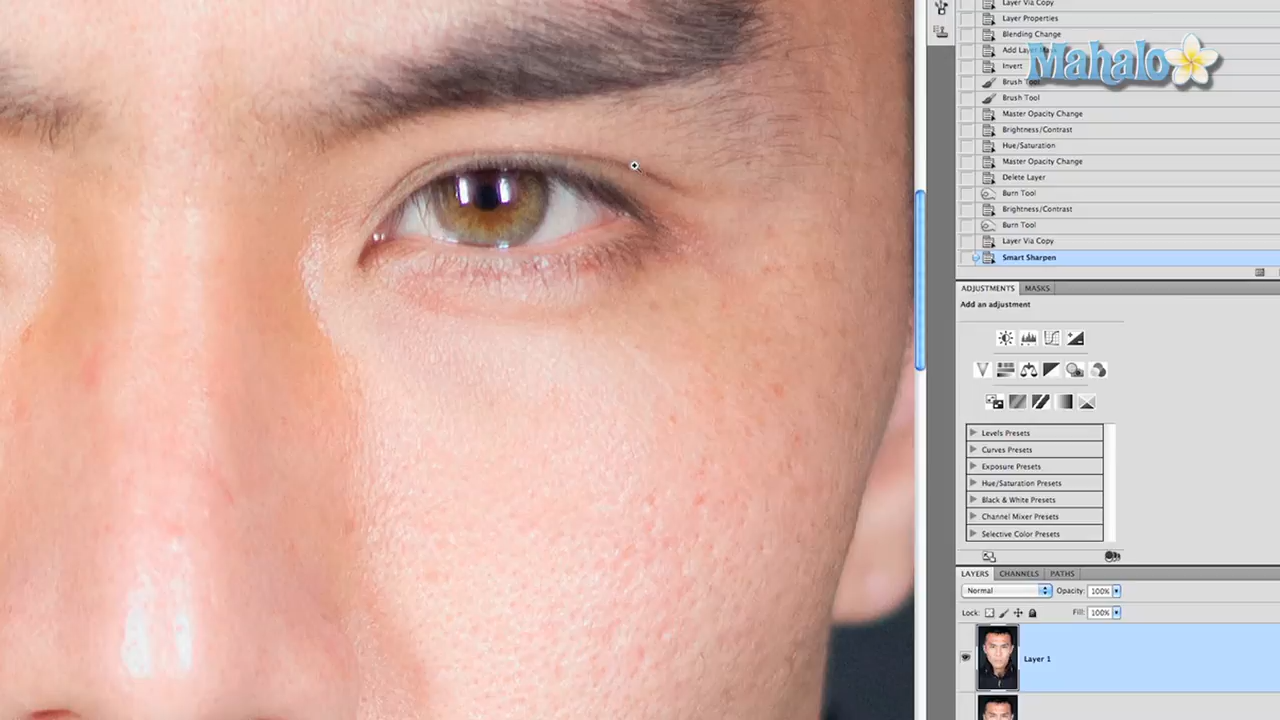 Layer Via Copy
Layer Properties
Blending Change
Add Layer Mask
Invert
Brush Tool
Brush Tool
Master Opacity Change
Brightness/Contrast
Hue/Saturation
Master Opacity Change
Delete Layer
Burn Tool
Brightness/Contrast
Burn Tool
Layer Via Copy
Smart Sharpen
Mahalo
ADJUSTMENTS MASKS
Add an adjustment
Levels Presets
Curves Presets
Exposure Presets
Hue/Saturation Presets
Black & White Presets
Channel Mixer Presets
Selective Color Presets
LAYERS CHANNELS PATHS
Normal Opacity: 100%
Lock: Fill: 100%
Layer 1